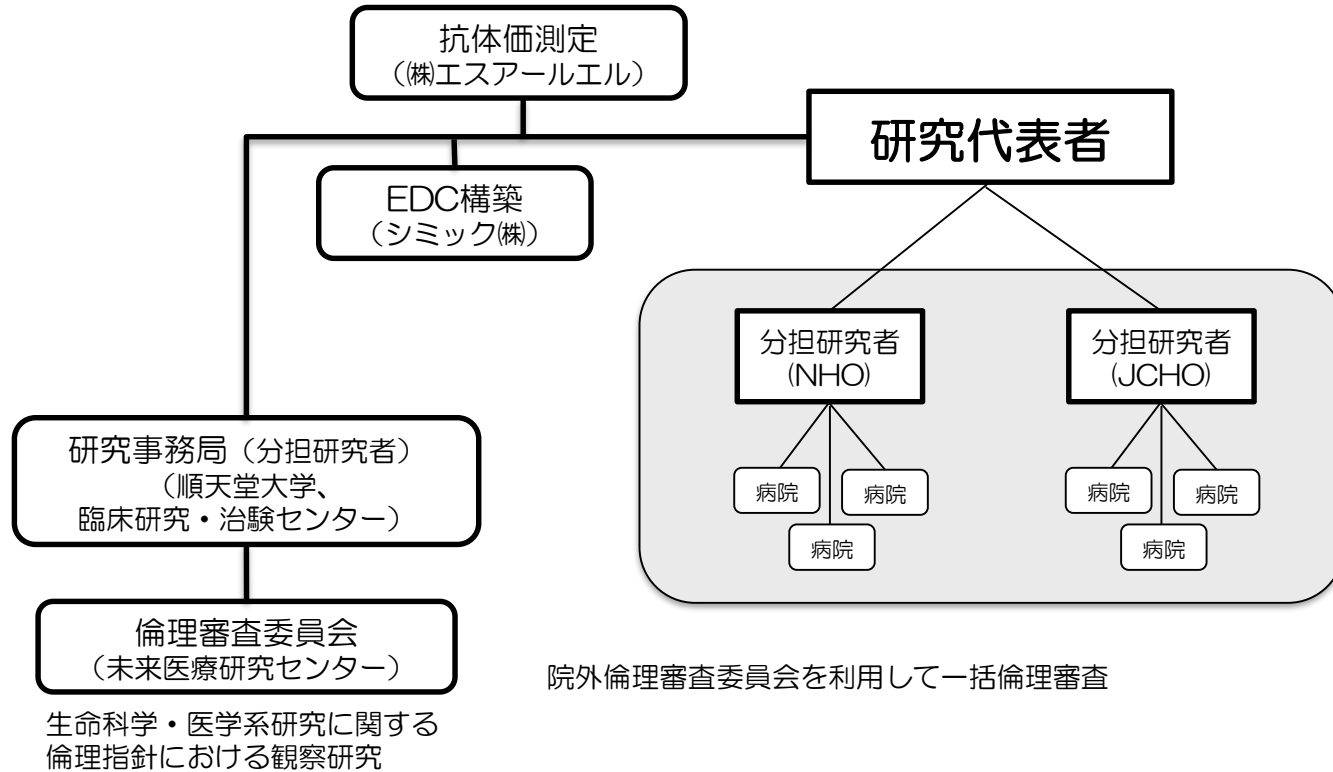 抗体価測定
（㈱エスアールエル）
研究代表者
EDC構築
（シミック㈱）
分担研究者
(NHO)
分担研究者
(JCHO)
病院
病院
病院
病院
病院
病院
研究事務局（分担研究者）
（順天堂大学、
臨床研究・治験センター）
倫理審査委員会
（未来医療研究センター）
院外倫理審査委員会を利用して一括倫理審査
生命科学・医学系研究に関する
倫理指針における観察研究